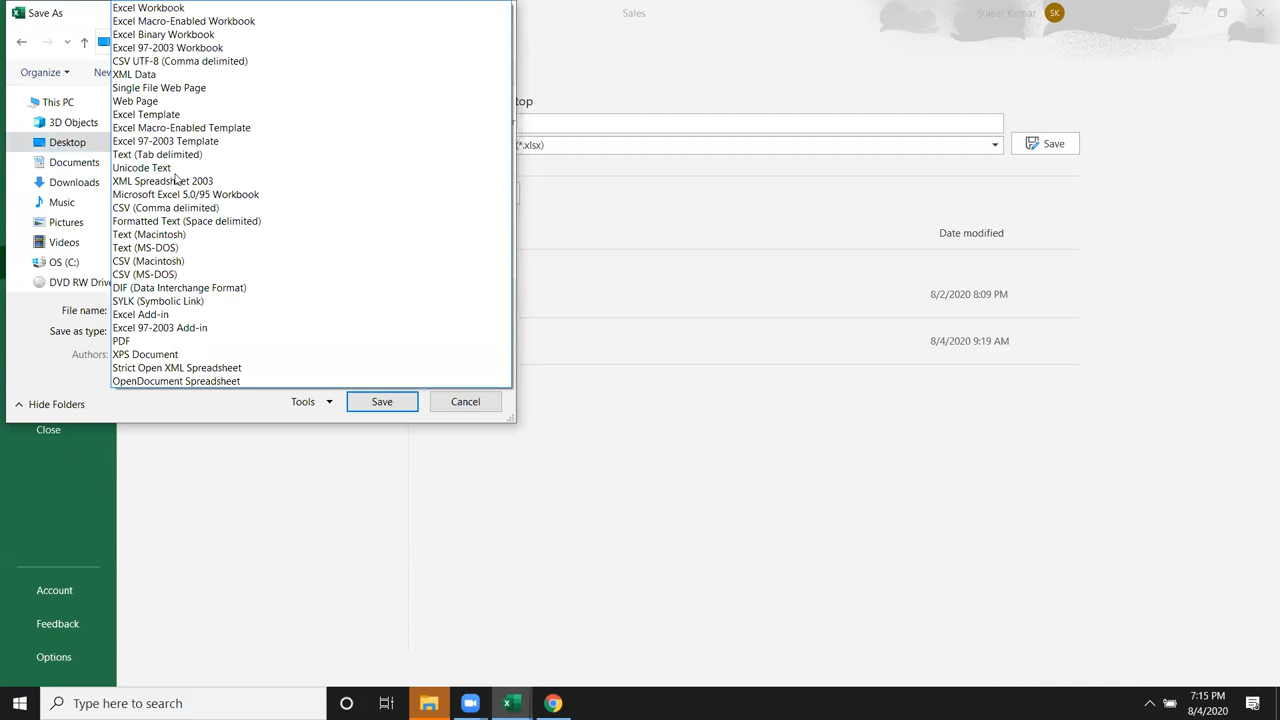 Save As
Sales
Sujeet Kumar
SK
Organize
New
This PC
3D Objects
Desktop
Documents
Downloads
Music
Pictures
Videos
OS (C:)
DVD RW Drive
File name:
Save as type:
Authors:
Excel Workbook
Excel Macro-Enabled Workbook
Excel Binary Workbook
Excel 97-2003 Workbook
CSV UTF-8 (Comma delimited)
XML Data
Single File Web Page
Web Page
Excel Template
Excel Macro-Enabled Template
Excel 97-2003 Template
Text (Tab delimited)
Unicode Text
XML Spreadsheet 2003
Microsoft Excel 5.0/95 Workbook
CSV (Comma delimited)
Formatted Text (Space delimited)
Text (Macintosh)
Text (MS-DOS)
CSV (Macintosh)
CSV (MS-DOS)
DIF (Data Interchange Format)
SYLK (Symbolic Link)
Excel Add-in
Excel 97-2003 Add-in
PDF
XPS Document
Strict Open XML Spreadsheet
OpenDocument Spreadsheet
Hide Folders
Tools
Save
Cancel
top
(*.xlsx)
Save
Date modified
8/2/2020 8:09 PM
8/4/2020 9:19 AM
Close
Account
Feedback
Options
Type here to search
7:15 PM
8/4/2020